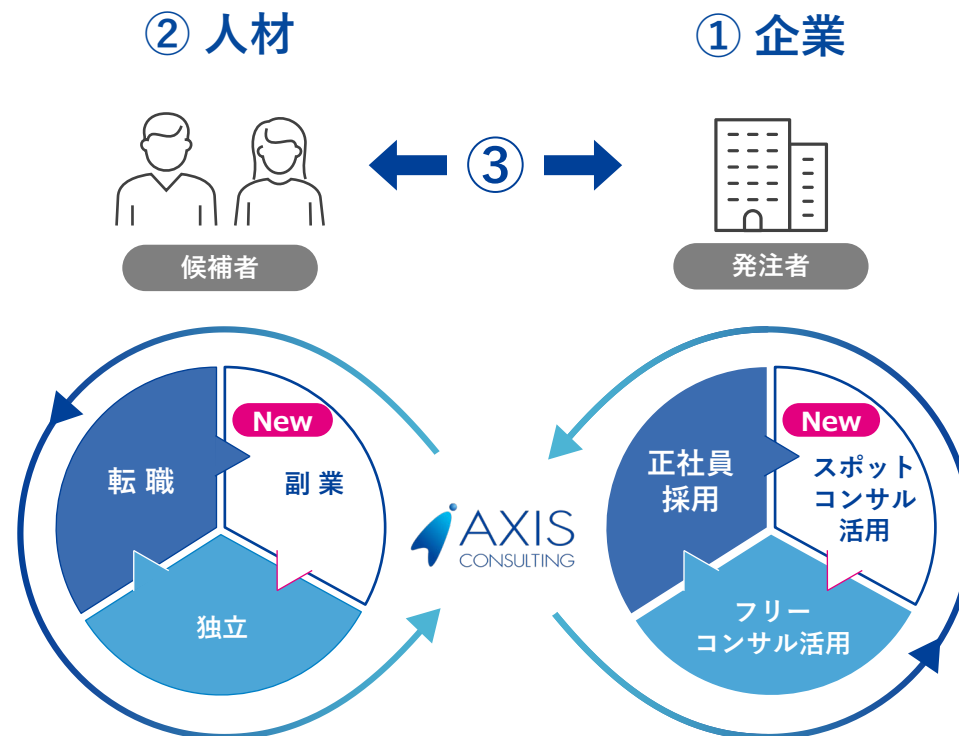 ② 人材
① 企業
③
候補者
発注者
New
転 職
副 業
独立
AXIS
CONSULTING
New
正社員
採用
スポット
コンサル
活用
フリー
コンサル活用